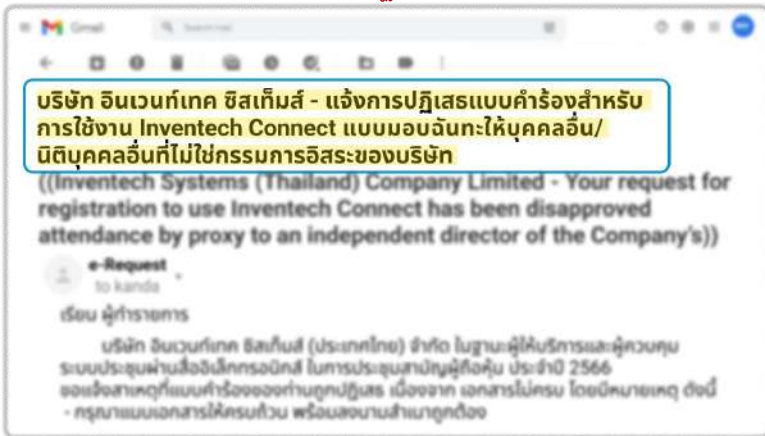 Gmail
บริษัท อินเวนท์เทค ซิสเท็มส์ - แจ้งการปฏิเสธแบบคำร้องสำหรับ
การใช้งาน Inventech Connect แบบมอบฉันทะให้บุคคลอื่น/
นิติบุคคลอื่นที่ไม่ใช่กรรมการอิสระของบริษัท
((Inventech Systems (Thailand) Company Limited - Your request for
registration to use Inventech Connect has been disapproved
attendance by proxy to an independent director of the Company's))
e-Request
to kanda
เรียน ผู้ทำรายการ
บริษัท อินเวนท์เทค ซิสเท็มส์ (ประเทศไทย) จำกัด ในฐานะผู้ให้บริการและผู้ควบคุม
ระบบประชุมผ่านสื่ออิเล็กทรอนิกส์ ในการประชุมสามัญผู้ถือหุ้น ประจำปี 2566
ขอแจ้งสาเหตุที่แบบคำร้องของท่านถูกปฏิเสธ เนื่องจาก เอกสารไม่ครบ โดยมีหมายเหตุ ดังนี้
- กรุณาแนบเอกสารให้ครบถ้วน พร้อมลงนามสำเนาถูกต้อง